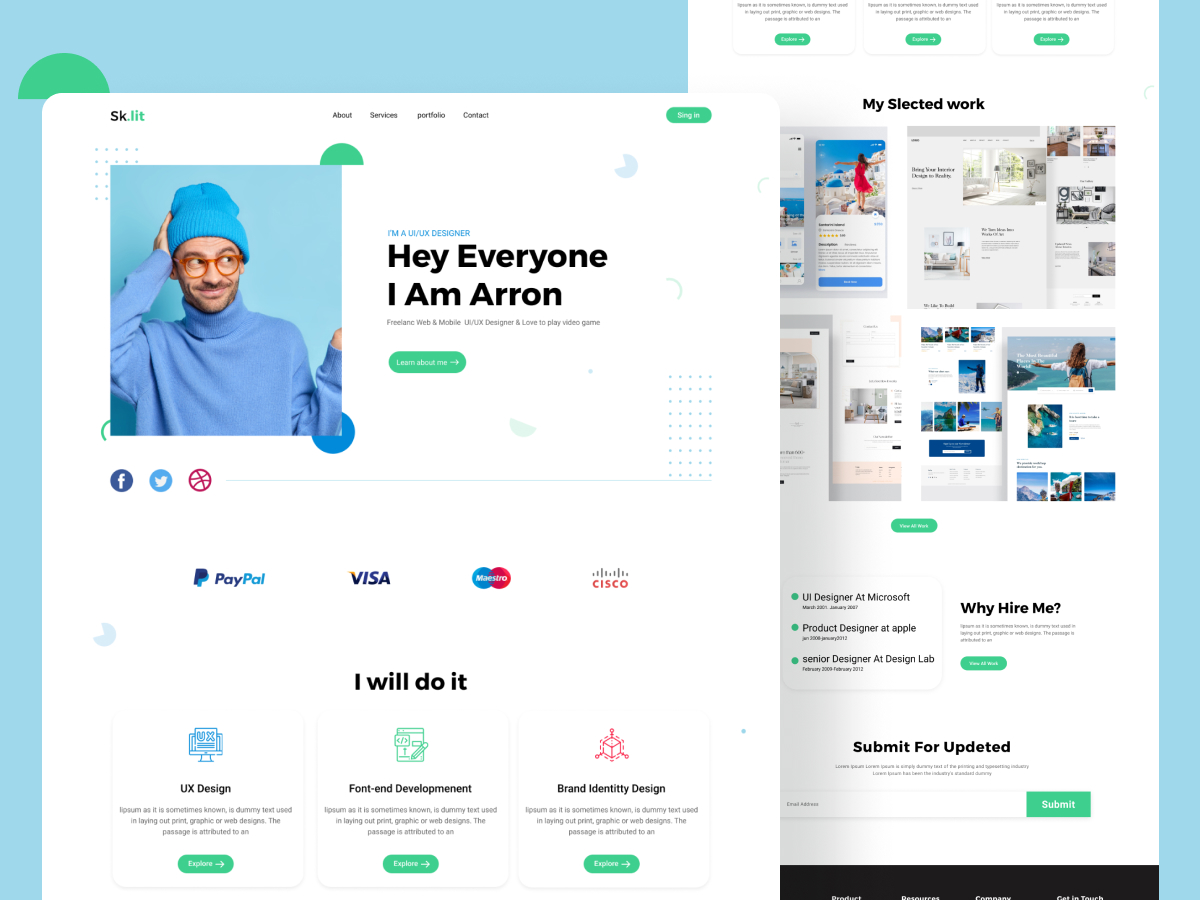 Sk.lit
About
Services
portfolio
Contact
Sing in
I'M A UI/UX DESIGNER
Hey Everyone
I Am Arron
Freelanc Web & Mobile UI/UX Designer & Love to play video game
Learn about me
PayPal
VISA
Maestro
CISCO
I will do it
UX
UX Design
lipsum as it is sometimes known, is dummy text used
in laying out print, graphic or web designs. The
passage is attributed to an
Explore
Font-end Developmenent
lipsum as it is sometimes known, is dummy text used
in laying out print, graphic or web designs. The
passage is attributed to an
Explore
Brand Identitty Design
lipsum as it is sometimes known, is dummy text used
in laying out print, graphic or web designs. The
passage is attributed to an
Explore
lipsum as it is sometimes known, is dummy text used
in laying out print, graphic or web designs. The
passage is attributed to an
Explore
lipsum as it is sometimes known, is dummy text used
in laying out print, graphic or web designs. The
passage is attributed to an
Explore
lipsum as it is sometimes known, is dummy text used
in laying out print, graphic or web designs. The
passage is attributed to an
Explore
My Slected work
Description
Bring Your Interior
Design to Reality.
We Turn Ideas Into
Works Of Art
We Like To Build
The Most Beautiful
Places In The
World
View All Work
UI Designer At Microsoft
March 2001. January 2007
Product Designer at apple
jan 2008-january2012
senior Designer At Design Lab
February 2009-February 2012
Why Hire Me?
lipsum as it is sometimes known, is dummy text used in
laying out print, graphic or web designs. The passage is
attributed to an
View All Work
Submit For Updeted
Lorem Ipsum Lorem Ipsum is simply dummy text of the printing and typesetting industry
Lorem Ipsum has been the industry's standard dummy
Email Address
Submit
Product
Resources
Company
Get in Touch